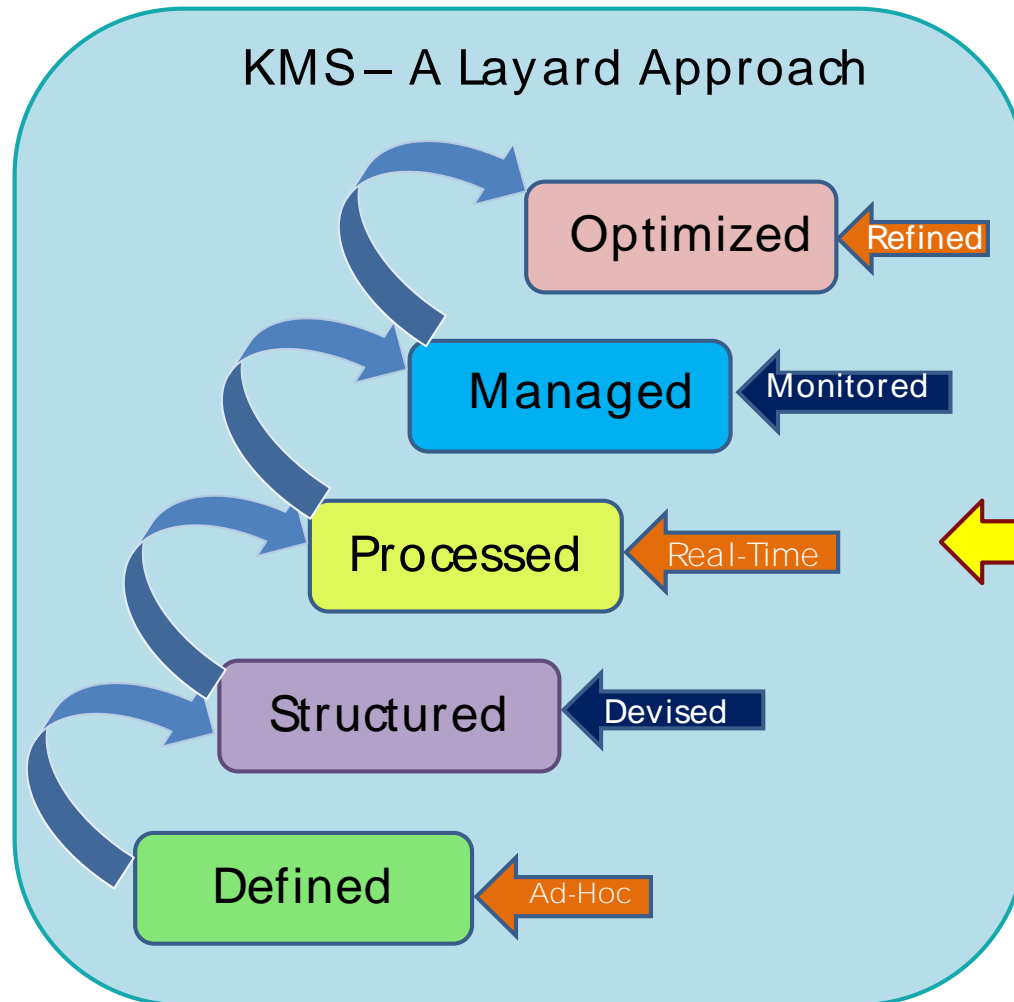 KMS – A Layard Approach
Optimized
Refined
Managed
Monitored
Processed
Real-Time
Structured
Devised
Defined
Ad-Hoc